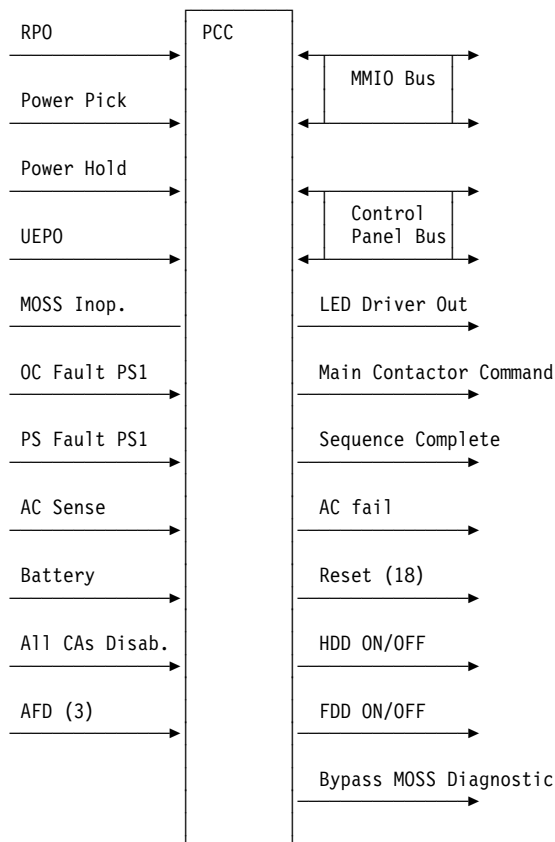 RPO
PCC
MMIO Bus
Power Pick
Power Hold
Control
Panel Bus
UEPO
MOSS Inop.
LED Driver Out
OC Fault PS1
Main Contactor Command
PS Fault PS1
Sequence Complete
AC Sense
AC fail
Battery
Reset (18)
All CAs Disab.
HDD ON/OFF
AFD (3)
FDD ON/OFF
Bypass MOSS Diagnostic